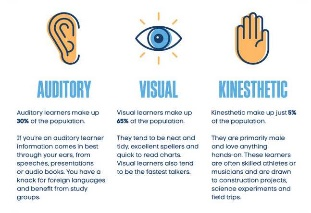 AUDITORY
Auditory learners make up
30% of the population.
If you're an auditory learner
information comes in best
through your ears, from
speeches, presentations
or audio books. You have a
knack for foreign languages
and benefit from study
groups.
VISUAL
Visual learners make up
65% of the population.
They tend to be neat and
tidy, excellent spellers and
quick to read charts.
Visual learners also tend
to be the fastest talkers.
KINESTHETIC
Kinesthetic make up just 5%
of the population.
They are primarily male
and love anything
hands-on. These learners
are often skilled athletes or
musicians and are drawn
to construction projects,
science experiments and
field trips.